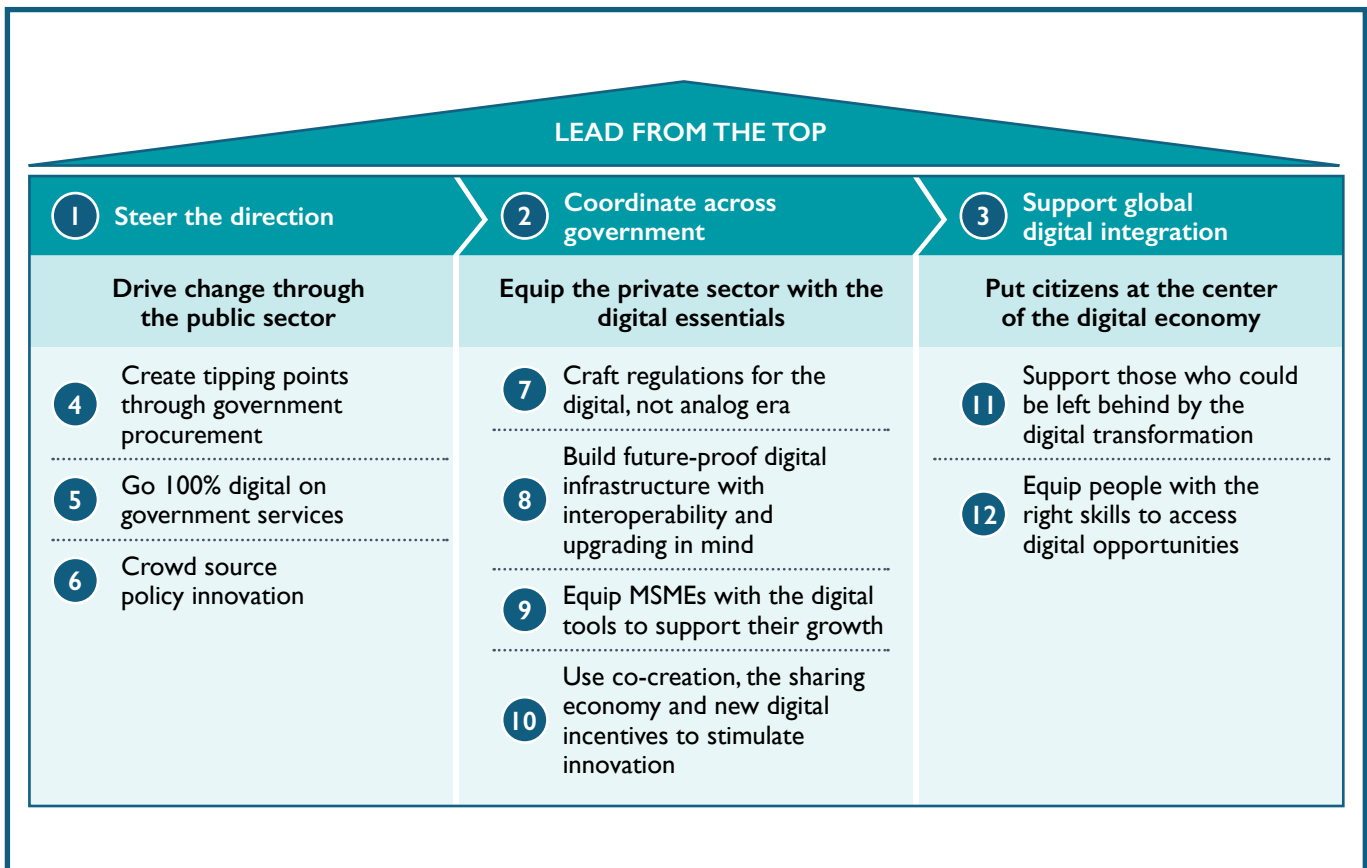 LEAD FROM THE TOP
1 Steer the direction
2 Coordinate across
government
3 Support global
digital integration
Drive change through
the public sector
4 Create tipping points
through government
procurement
5 Go 100% digital on
government services
6 Crowd source
policy innovation
Equip the private sector with the
digital essentials
7 Craft regulations for the
digital, not analog era
8 Build future-proof digital
infrastructure with
interoperability and
upgrading in mind
9 Equip MSMEs with the digital
tools to support their growth
10 Use co-creation, the sharing
economy and new digital
incentives to stimulate
innovation
Put citizens at the center
of the digital economy
11 Support those who could
be left behind by the
digital transformation
12 Equip people with the
right skills to access
digital opportunities